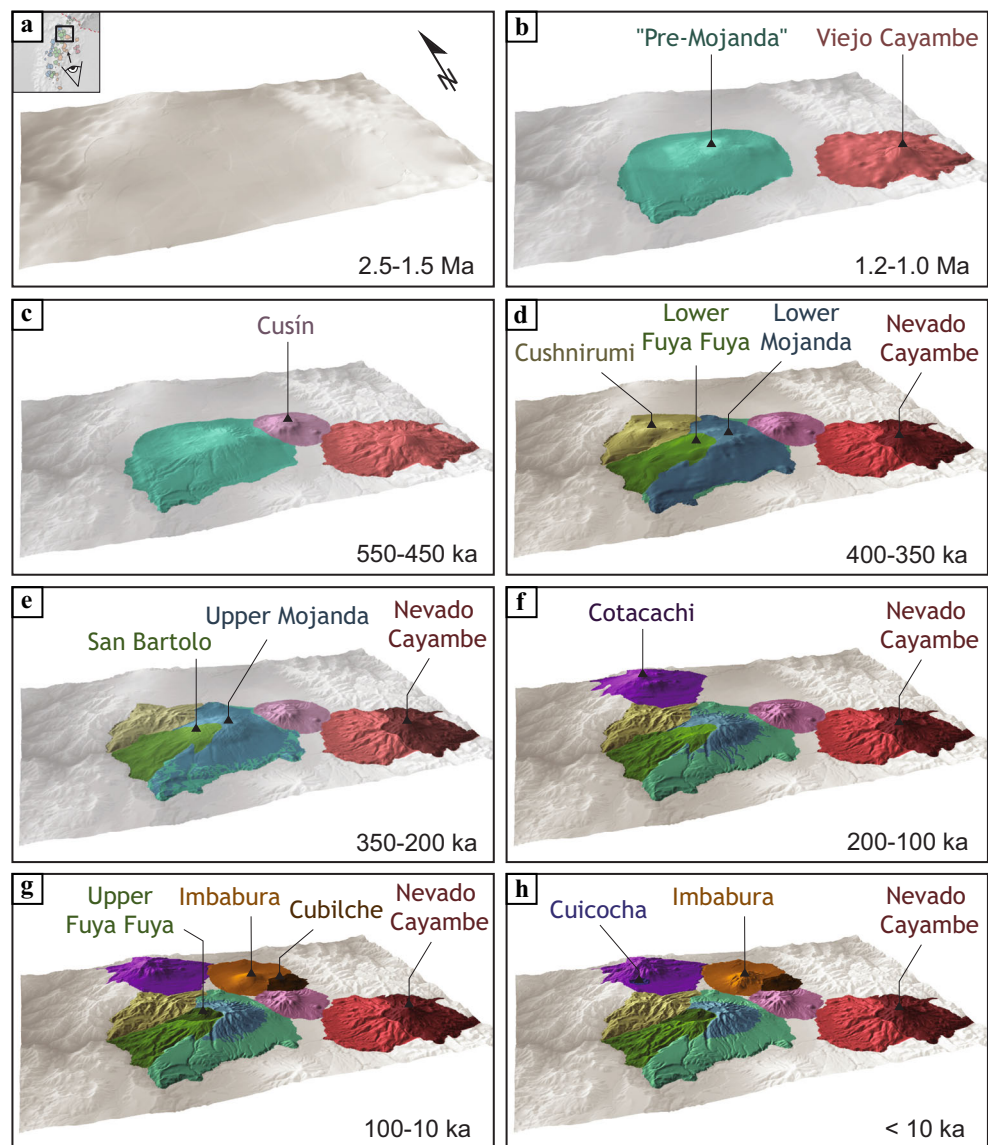 a
N
2.5-1.5 Ma
b
"Pre-Mojanda"
Viejo Cayambe
1.2-1.0 Ma
c
Cusín
550-450 ka
d
Cushnirumi
Lower
Fuya Fuya
Lower
Mojanda
Nevado
Cayambe
400-350 ka
e
San Bartolo
Upper Mojanda
Nevado
Cayambe
350-200 ka
f
Cotacachi
Nevado
Cayambe
200-100 ka
g
Upper
Fuya Fuya
Imbabura
Cubilche
Nevado
Cayambe
100-10 ka
h
Cuicocha
Imbabura
Nevado
Cayambe
< 10 ka